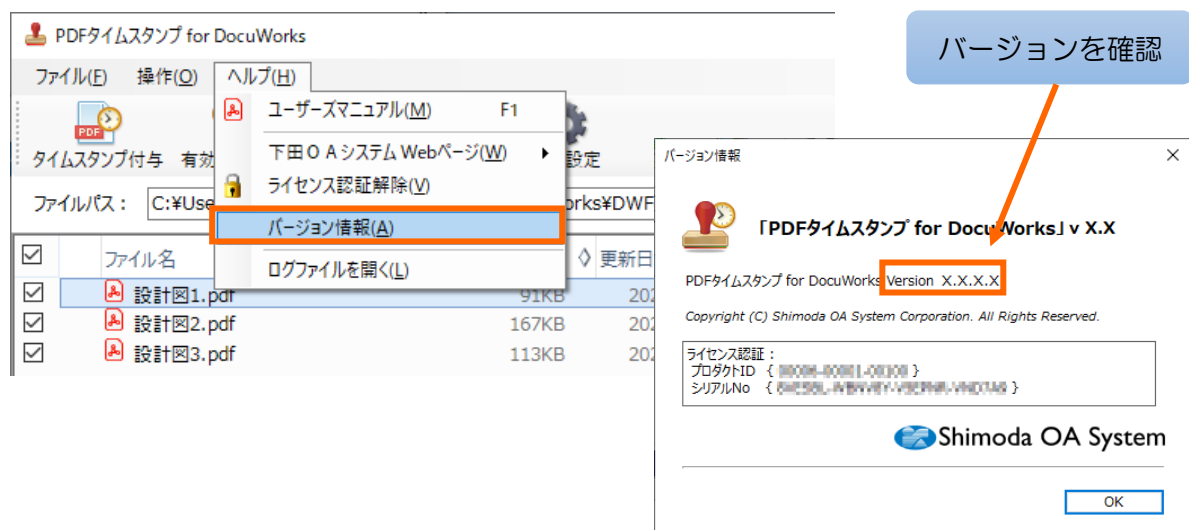 PDFタイムスタンプ for DocuWorks
ファイル(F) 操作(O) ヘルプ(H)
PDF
タイムスタンプ付与 有効 設定
ユーザーズマニュアル(M) F1
下田OAシステム Webページ(W)
ライセンス認証解除(V)
バージョン情報(A)
ログファイルを開く(L)
ファイルパス: C:¥Use orks¥DWF
ファイル名 更新日
設計図1.pdf 91KB 202
設計図2.pdf 167KB 202
設計図3.pdf 113KB 202
バージョンを確認
バージョン情報
「PDFタイムスタンプ for DocuWorks」 v X.X
PDFタイムスタンプ for DocuWorks Version X.X.X.X
Copyright (C) Shimoda OA System Corporation. All Rights Reserved.
ライセンス認証:
プロダクトID { }
シリアルNo { }
Shimoda OA System
OK